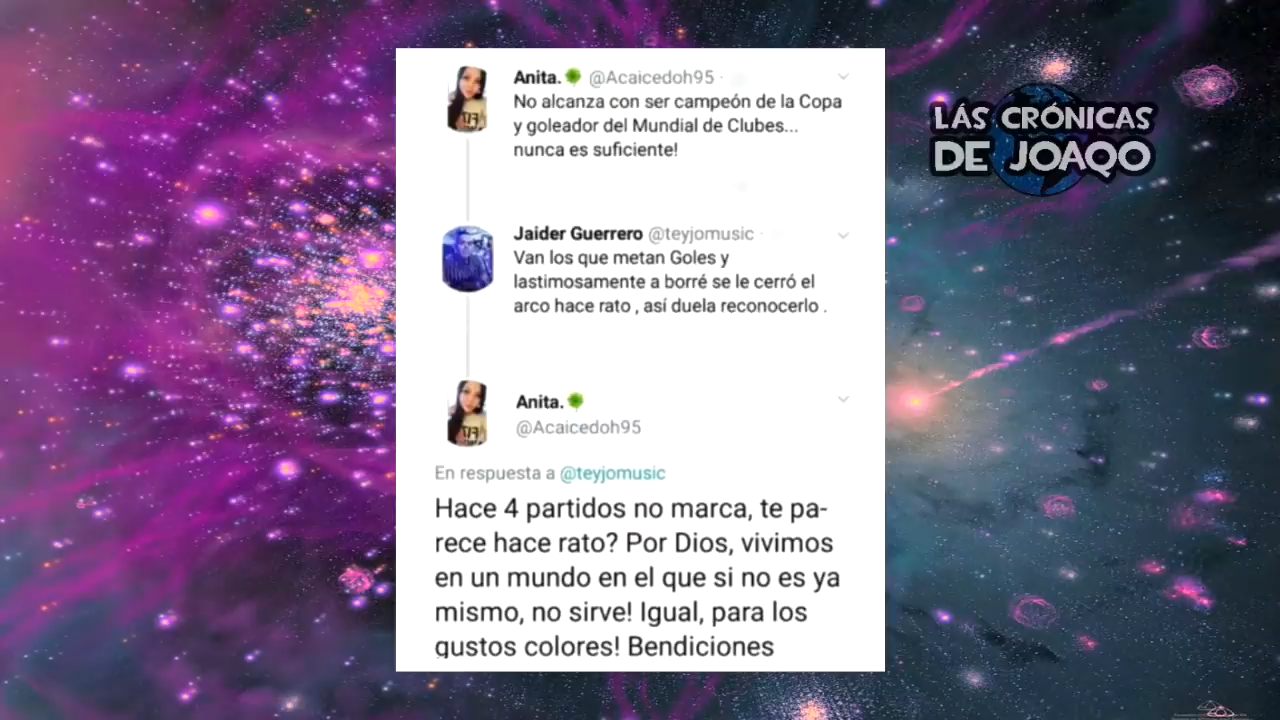 Anita. @Acaicedoh95 ·
No alcanza con ser campeón de la Copa
y goleador del Mundial de Clubes...
nunca es suficiente!
Jaider Guerrero @teyjomusic ·
Van los que metan Goles y
lastimosamente a borré se le cerró el
arco hace rato , así duela reconocerlo .
Anita.
@Acaicedoh95
En respuesta a @teyjomusic
Hace 4 partidos no marca, te pa-
rece hace rato? Por Dios, vivimos
en un mundo en el que si no es ya
mismo, no sirve! Igual, para los
gustos colores! Bendiciones
LÁS CRÓNICAS
DE JOAQO